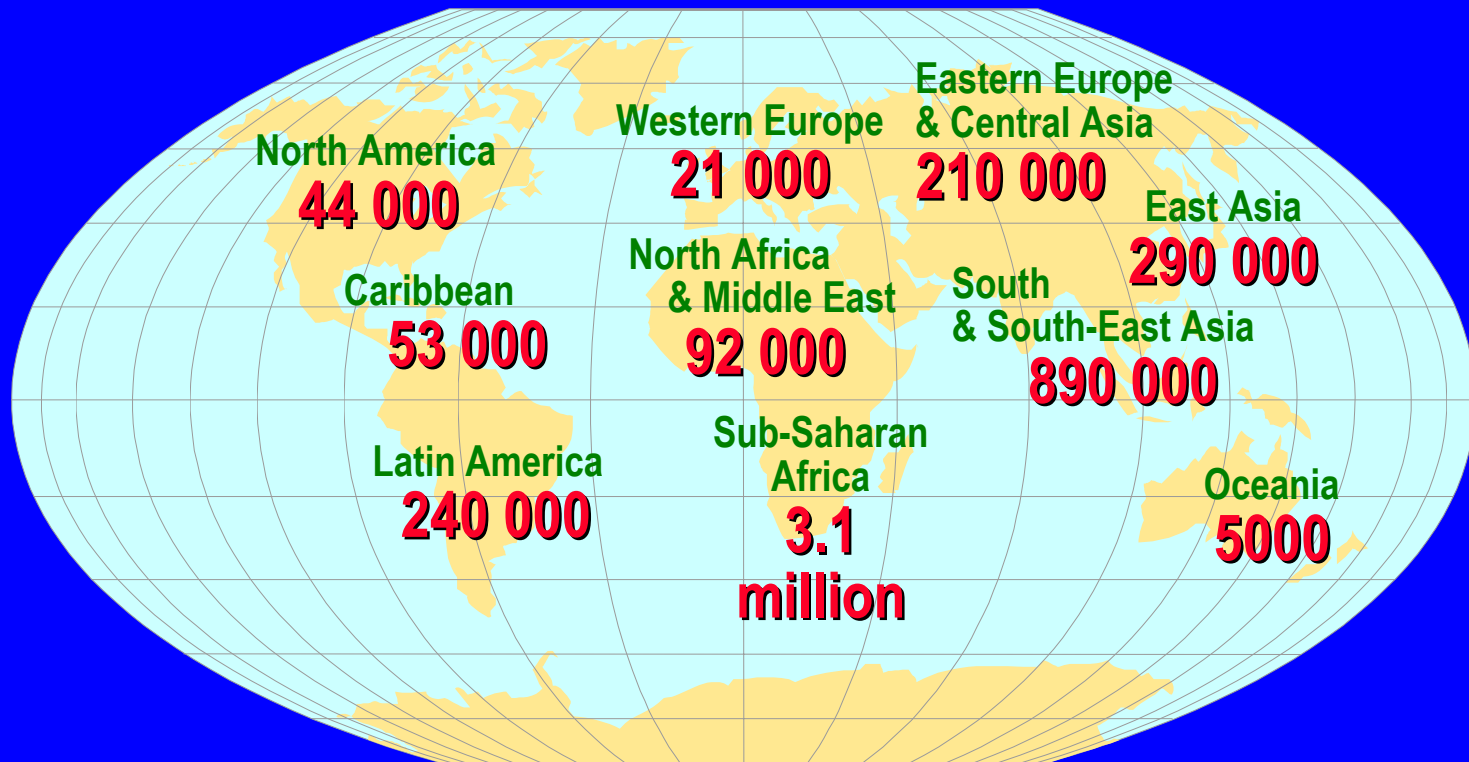 North America
44 000
Western Europe
21 000
Eastern Europe
& Central Asia
210 000
East Asia
290 000
Caribbean
53 000
North Africa
& Middle East
92 000
South
& South-East Asia
890 000
Latin America
240 000
Sub-Saharan
Africa
3.1
million
Oceania
5000